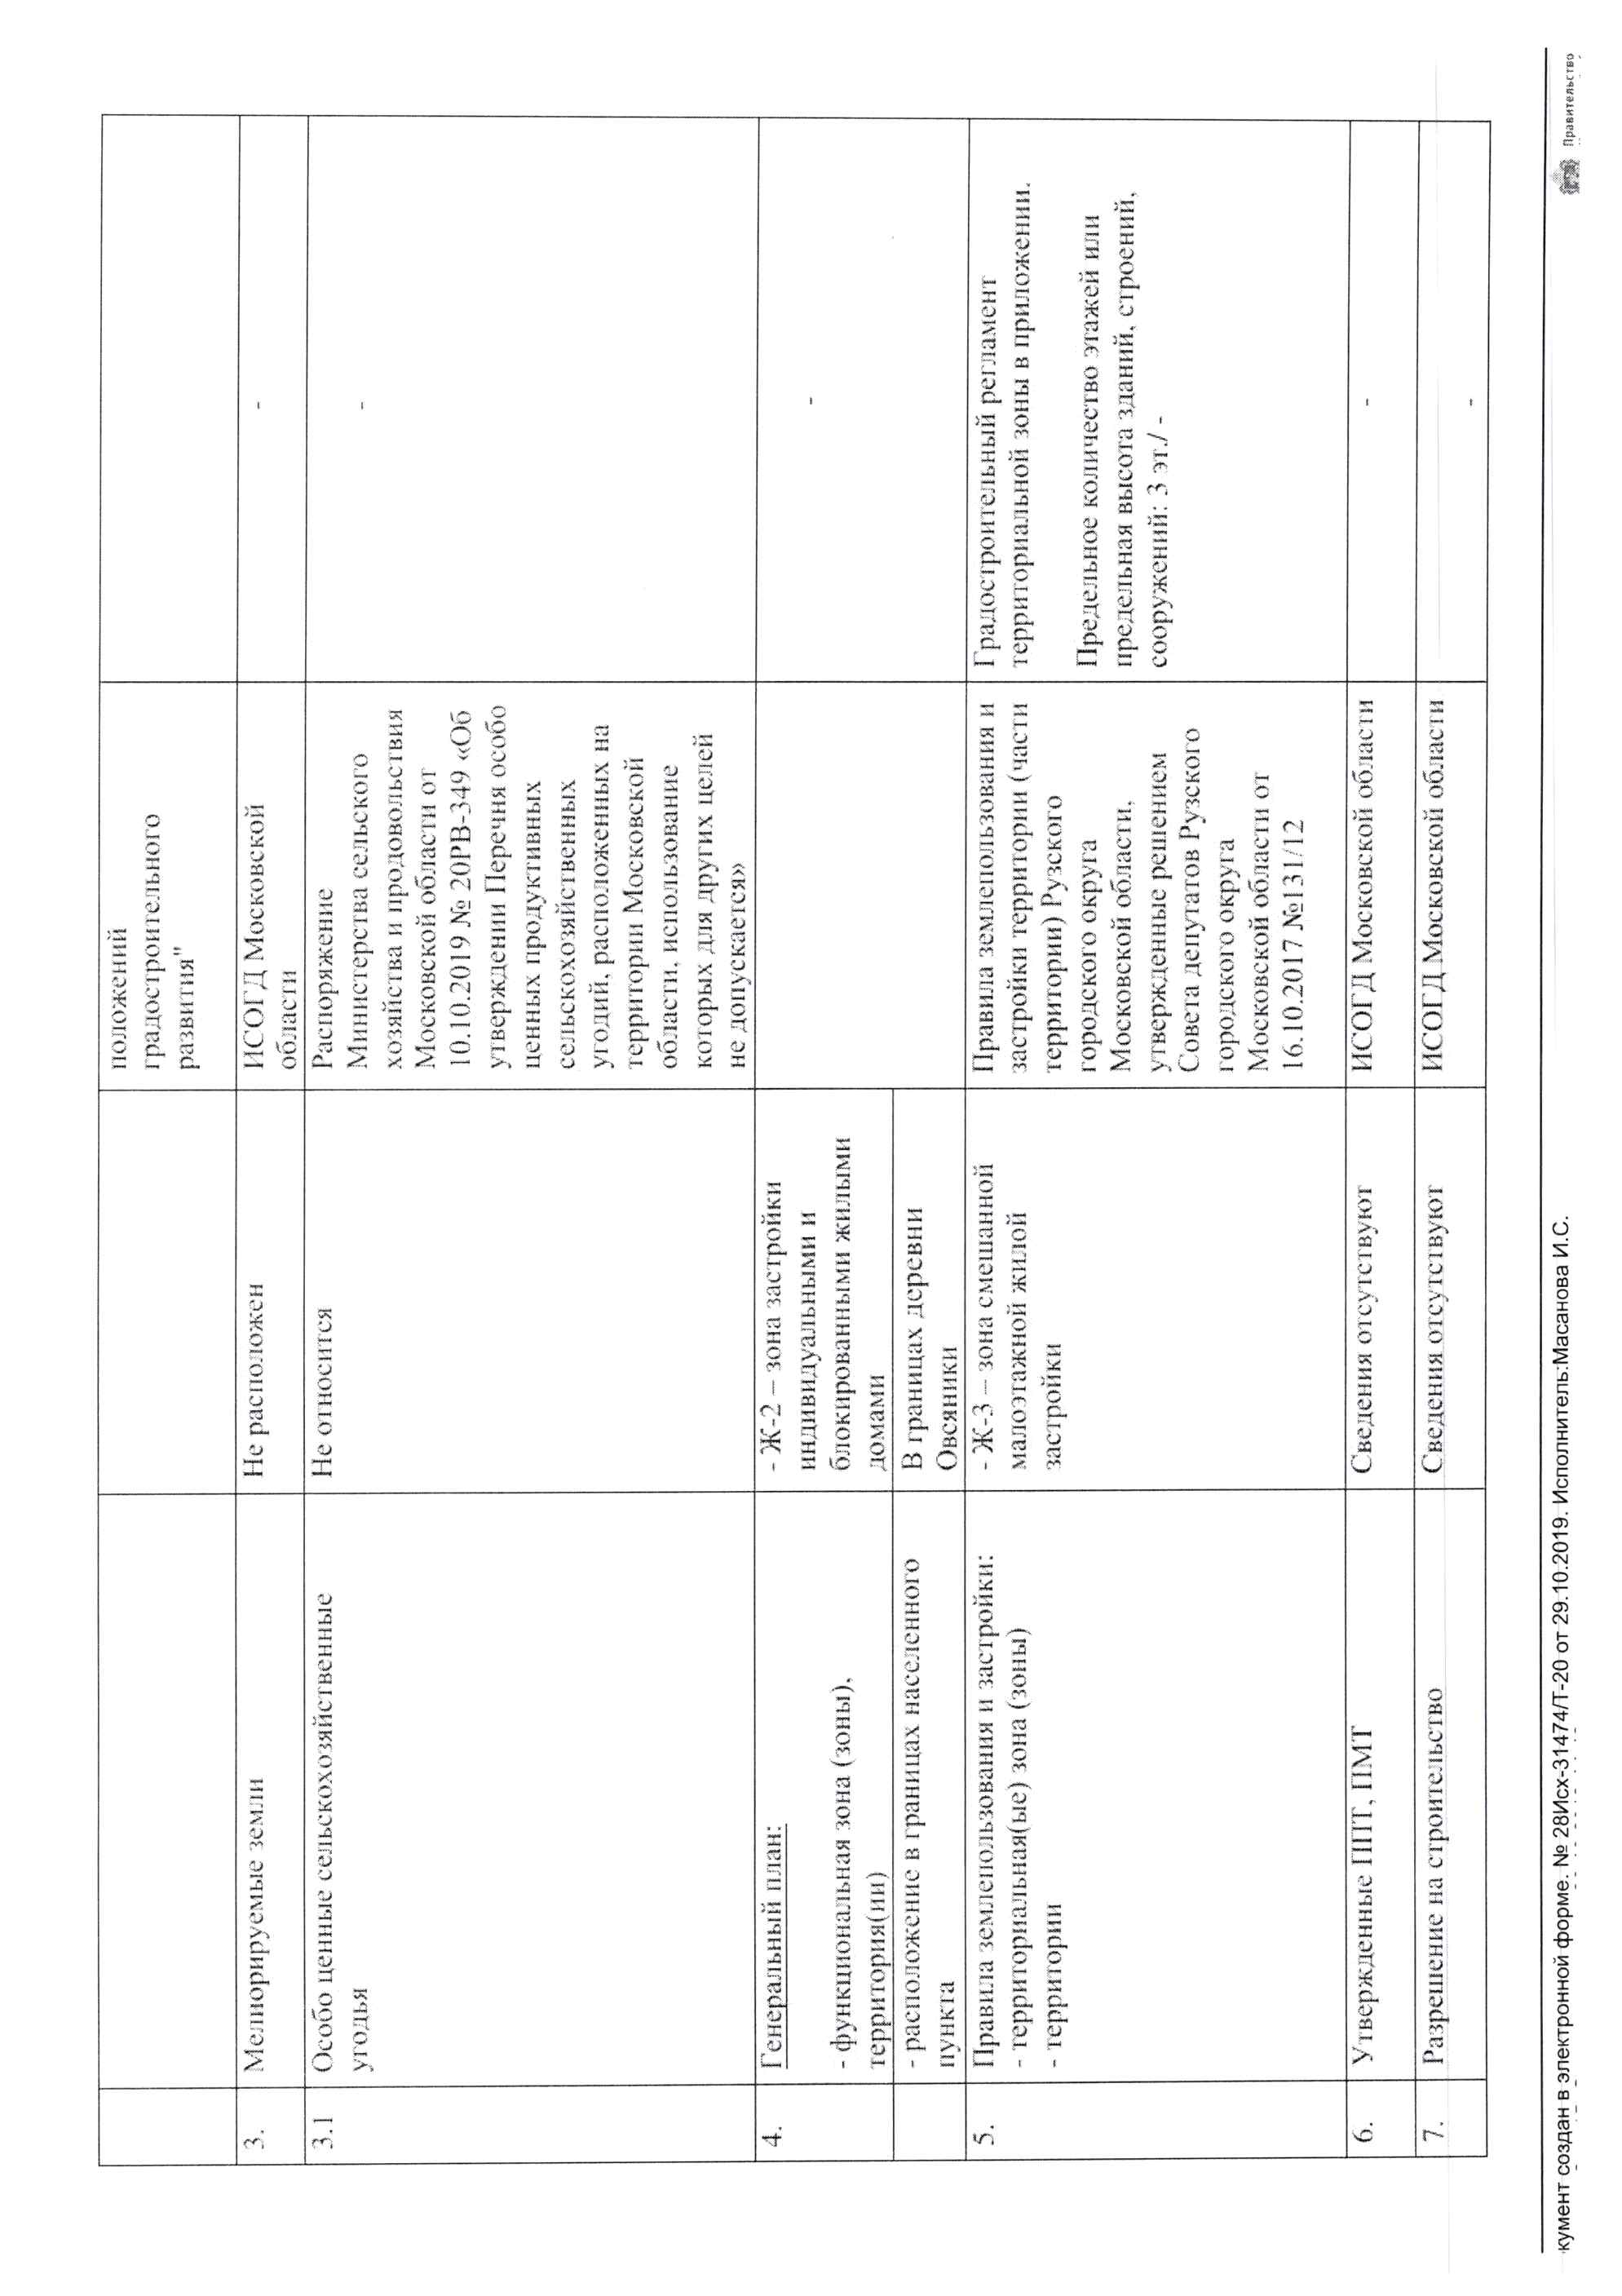 положений
градостроительного
развития"
3.
Мелиорируемые земли
Не расположен
ИСОГД Московской
области
-
3.1
Особо ценные сельскохозяйственные
угодья
Не относится
Распоряжение
Министерства сельского
хозяйства и продовольствия
Московской области от
10.10.2019 № 20РВ-349 «Об
утверждении Перечня особо
ценных продуктивных
сельскохозяйственных
угодий, расположенных на
территории Московской
области, использование
которых для других целей
не допускается»
-
4.
Генеральный план:
- функциональная зона (зоны),
территория(ии)
- Ж-2 – зона застройки
индивидуальными и
блокированными жилыми
домами
-
- расположение в границах населенного
пункта
В границах деревни
Овсяники
5.
Правила землепользования и застройки:
- территориальная(ые) зона (зоны)
- территории
- Ж-3 – зона смешанной
малоэтажной жилой
застройки
Правила землепользования и
застройки территории (части
территории) Рузского
городского округа
Московской области,
утвержденные решением
Совета депутатов Рузского
городского округа
Московской области от
16.10.2017 №131/12
Градостроительный регламент
территориальной зоны в приложении.
Предельное количество этажей или
предельная высота зданий, строений,
сооружений: 3 эт./ -
6.
Утвержденные ППТ, ПМТ
Сведения отсутствуют
ИСОГД Московской области
-
7.
Разрешение на строительство
Сведения отсутствуют
ИСОГД Московской области
-
кумент создан в электронной форме. № 28Исх-31474/Т-20 от 29.10.2019. Исполнитель:Масанова И.С.
Правительство